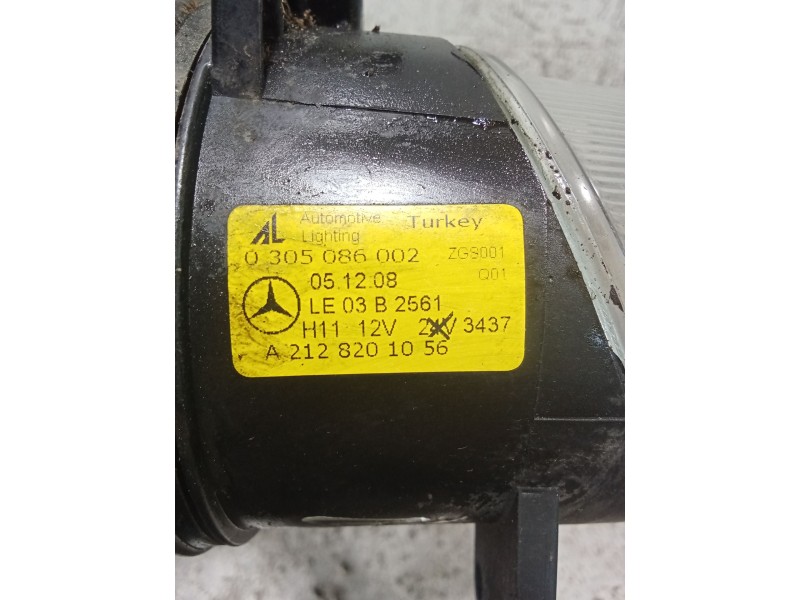 AL Automotive Lighting Turkey
0 305 086 002 ZGS001
Q01
05.12.08
LE 03 B 2561
H11 12V 24V 3437
A 212 820 10 56